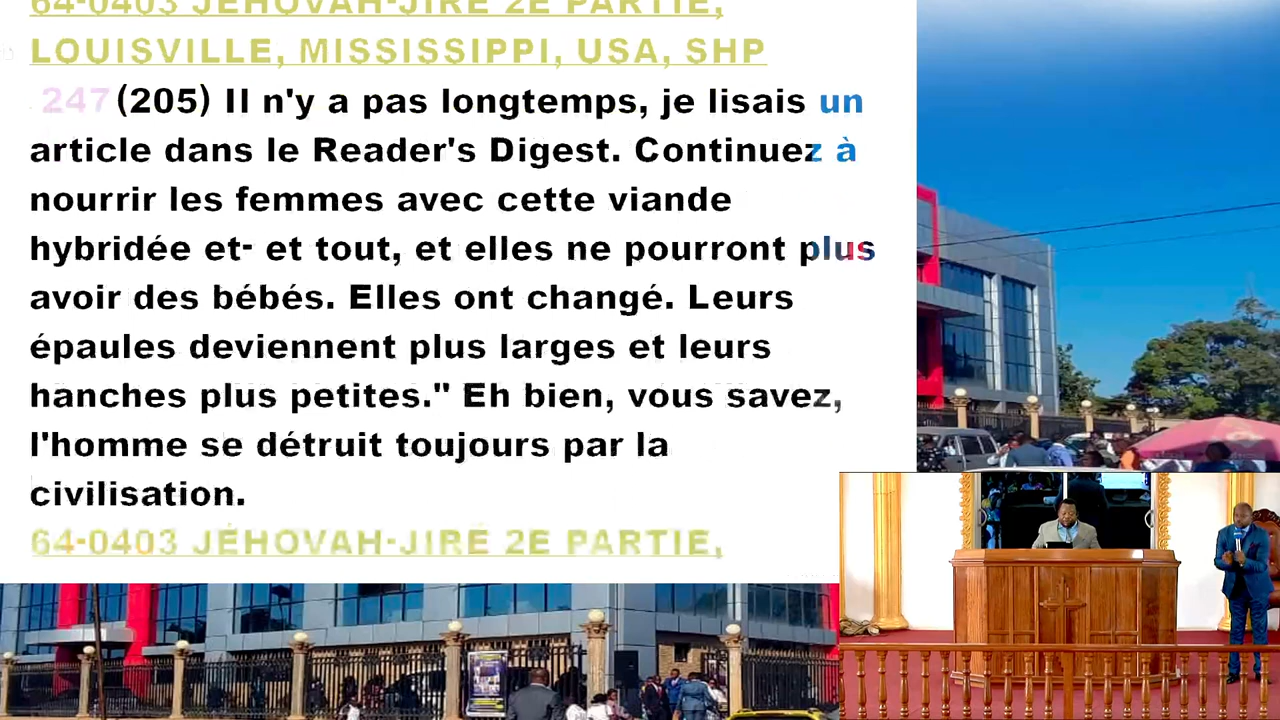 64-0403 JÉHOVAH-JIRÉ 2E PARTIE,
LOUISVILLE, MISSISSIPPI, USA, SHP
247 (205) Il n'y a pas longtemps, je lisais un
article dans le Reader's Digest. Continuez à
nourrir les femmes avec cette viande
hybridée et- et tout, et elles ne pourront plus
avoir des bébés. Elles ont changé. Leurs
épaules deviennent plus larges et leurs
hanches plus petites." Eh bien, vous savez,
l'homme se détruit toujours par la
civilisation.
64-0403 JÉHOVAH-JIRÉ 2E PARTIE,